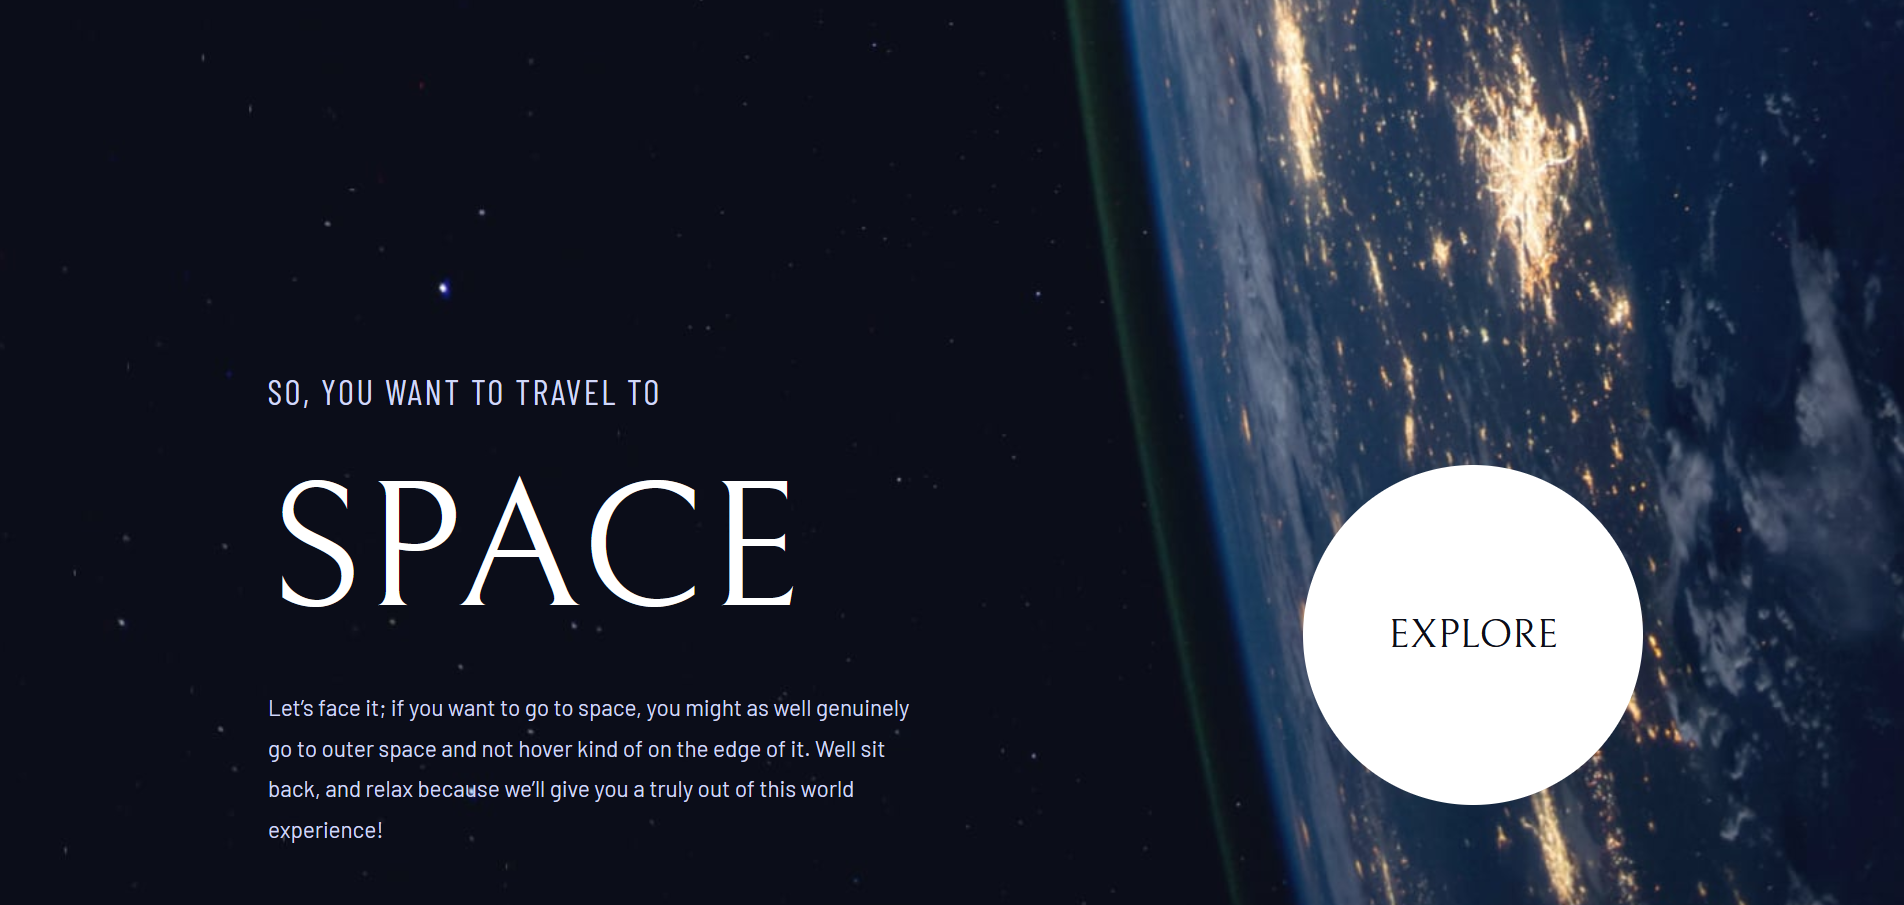 SO, YOU WANT TO TRAVEL TO
SPACE
Let’s face it; if you want to go to space, you might as well genuinely
go to outer space and not hover kind of on the edge of it. Well sit
back, and relax because we’ll give you a truly out of this world
experience!
EXPLORE